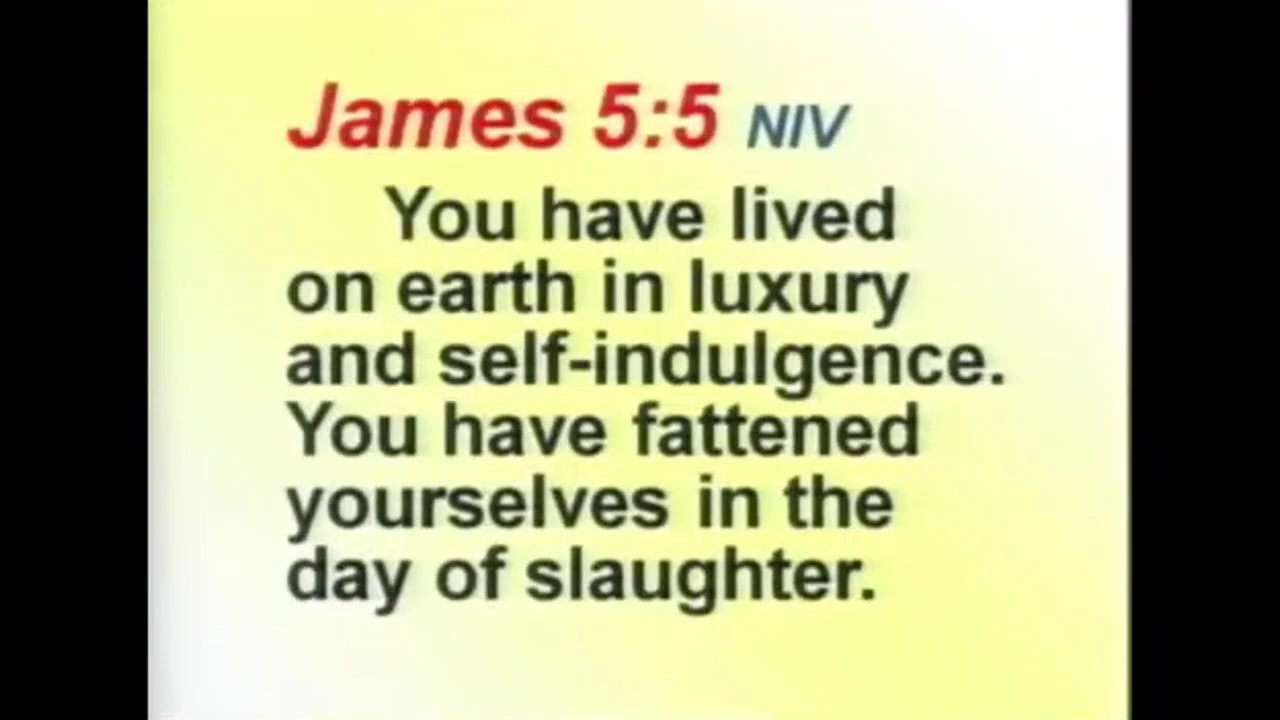 James 5:5 NIV
You have lived
on earth in luxury
and self-indulgence.
You have fattened
yourselves in the
day of slaughter.